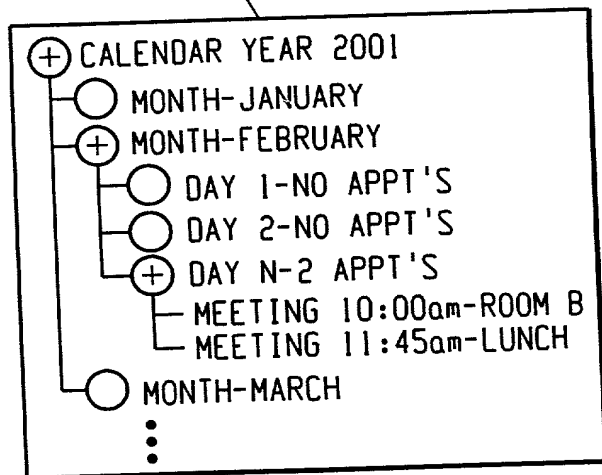 CALENDAR YEAR 2001
MONTH-JANUARY
MONTH-FEBRUARY
DAY 1-NO APPT'S
DAY 2-NO APPT'S
DAY N-2 APPT'S
MEETING 10:00am-ROOM B
MEETING 11:45am-LUNCH
MONTH-MARCH